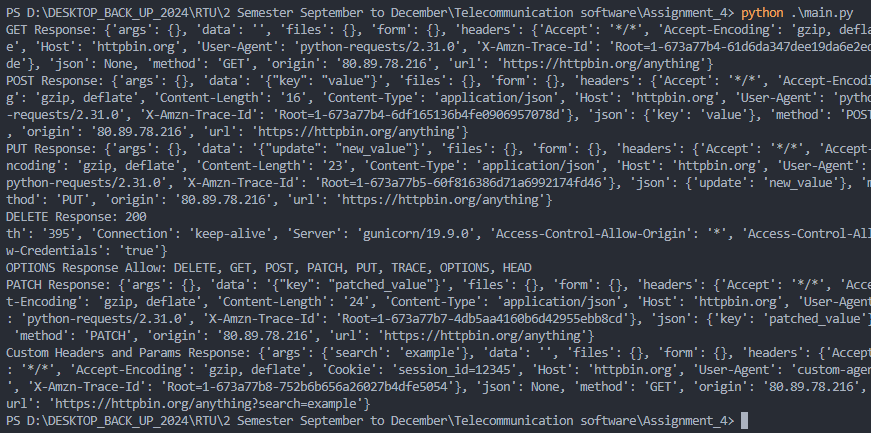 PS D:\DESKTOP_BACK_UP_2024\RTU\2 Semester September to December\Telecommunication software\Assignment_4> python .\main.py
GET Response: {'args': {}, 'data': '', 'files': {}, 'form': {}, 'headers': {'Accept': '*/*', 'Accept-Encoding': 'gzip, defla
e', 'Host': 'httpbin.org', 'User-Agent': 'python-requests/2.31.0', 'X-Amzn-Trace-Id': 'Root=1-673a77b4-61d6da347dee19da6e2ed
de'}, 'json': None, 'method': 'GET', 'origin': '80.89.78.216', 'url': 'https://httpbin.org/anything'}
POST Response: {'args': {}, 'data': '{"key": "value"}', 'files': {}, 'form': {}, 'headers': {'Accept': '*/*', 'Accept-Encodi
g': 'gzip, deflate', 'Content-Length': '16', 'Content-Type': 'application/json', 'Host': 'httpbin.org', 'User-Agent': 'pytho
-requests/2.31.0', 'X-Amzn-Trace-Id': 'Root=1-673a77b4-6df165136b4fe0906957078d'}, 'json': {'key': 'value'}, 'method': 'POST
, 'origin': '80.89.78.216', 'url': 'https://httpbin.org/anything'}
PUT Response: {'args': {}, 'data': '{"update": "new_value"}', 'files': {}, 'form': {}, 'headers': {'Accept': '*/*', 'Accept-
ncoding': 'gzip, deflate', 'Content-Length': '23', 'Content-Type': 'application/json', 'Host': 'httpbin.org', 'User-Agent':
python-requests/2.31.0', 'X-Amzn-Trace-Id': 'Root=1-673a77b5-60f816386d71a6992174fd46'}, 'json': {'update': 'new_value'}, 'm
thod': 'PUT', 'origin': '80.89.78.216', 'url': 'https://httpbin.org/anything'}
DELETE Response: 200
th': '395', 'Connection': 'keep-alive', 'Server': 'gunicorn/19.9.0', 'Access-Control-Allow-Origin': '*', 'Access-Control-All
w-Credentials': 'true'}
OPTIONS Response Allow: DELETE, GET, POST, PATCH, PUT, TRACE, OPTIONS, HEAD
PATCH Response: {'args': {}, 'data': '{"key": "patched_value"}', 'files': {}, 'form': {}, 'headers': {'Accept': '*/*', 'Acce
t-Encoding': 'gzip, deflate', 'Content-Length': '24', 'Content-Type': 'application/json', 'Host': 'httpbin.org', 'User-Agent
: 'python-requests/2.31.0', 'X-Amzn-Trace-Id': 'Root=1-673a77b7-4db5aa4160b6d42955ebb8cd'}, 'json': {'key': 'patched_value'}
'method': 'PATCH', 'origin': '80.89.78.216', 'url': 'https://httpbin.org/anything'}
Custom Headers and Params Response: {'args': {'search': 'example'}, 'data': '', 'files': {}, 'form': {}, 'headers': {'Accept
: '*/*', 'Accept-Encoding': 'gzip, deflate', 'Cookie': 'session_id=12345', 'Host': 'httpbin.org', 'User-Agent': 'custom-agen
', 'X-Amzn-Trace-Id': 'Root=1-673a77b8-752b6b656a26027b4dfe5054'}, 'json': None, 'method': 'GET', 'origin': '80.89.78.216',
url': 'https://httpbin.org/anything?search=example'}
PS D:\DESKTOP_BACK_UP_2024\RTU\2 Semester September to December\Telecommunication software\Assignment_4>